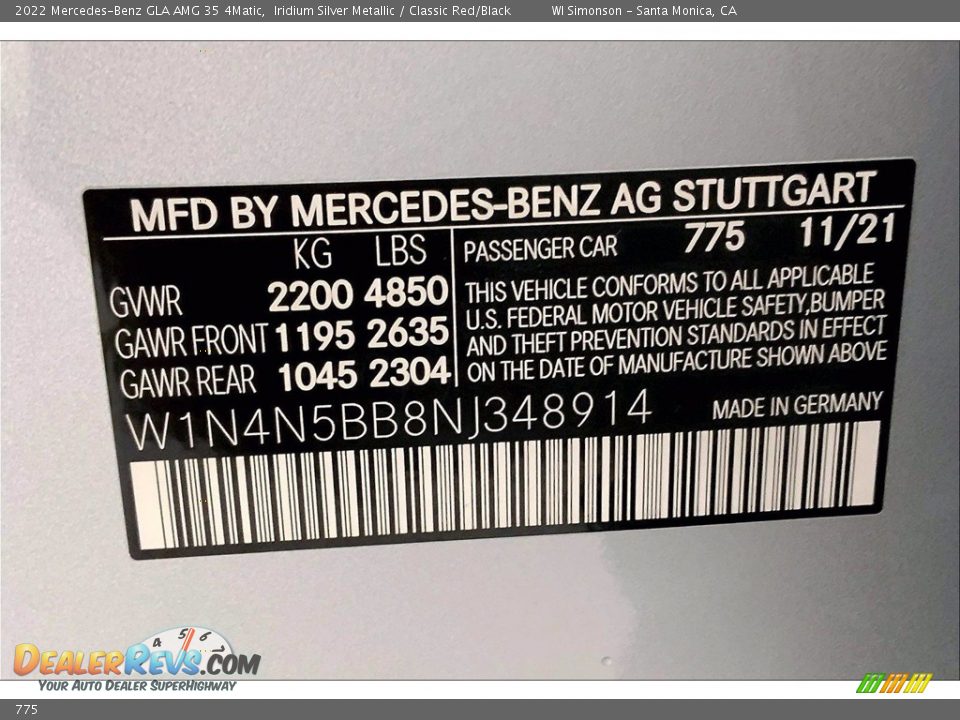 2022 Mercedes-Benz GLA AMG 35 4Matic, Iridium Silver Metallic / Classic Red/Black WI Simonson - Santa Monica, CA
MFD BY MERCEDES-BENZ AG STUTTGART
KG LBS
PASSENGER CAR 775 11/21
GVWR 2200 4850
GAWR FRONT 1195 2635
GAWR REAR 1045 2304
THIS VEHICLE CONFORMS TO ALL APPLICABLE
U.S. FEDERAL MOTOR VEHICLE SAFETY,BUMPER
AND THEFT PREVENTION STANDARDS IN EFFECT
ON THE DATE OF MANUFACTURE SHOWN ABOVE
W1N4N5BB8NJ348914
MADE IN GERMANY
4 5 6 7
DEALERREVS.COM
YOUR AUTO DEALER SUPERHIGHWAY
775